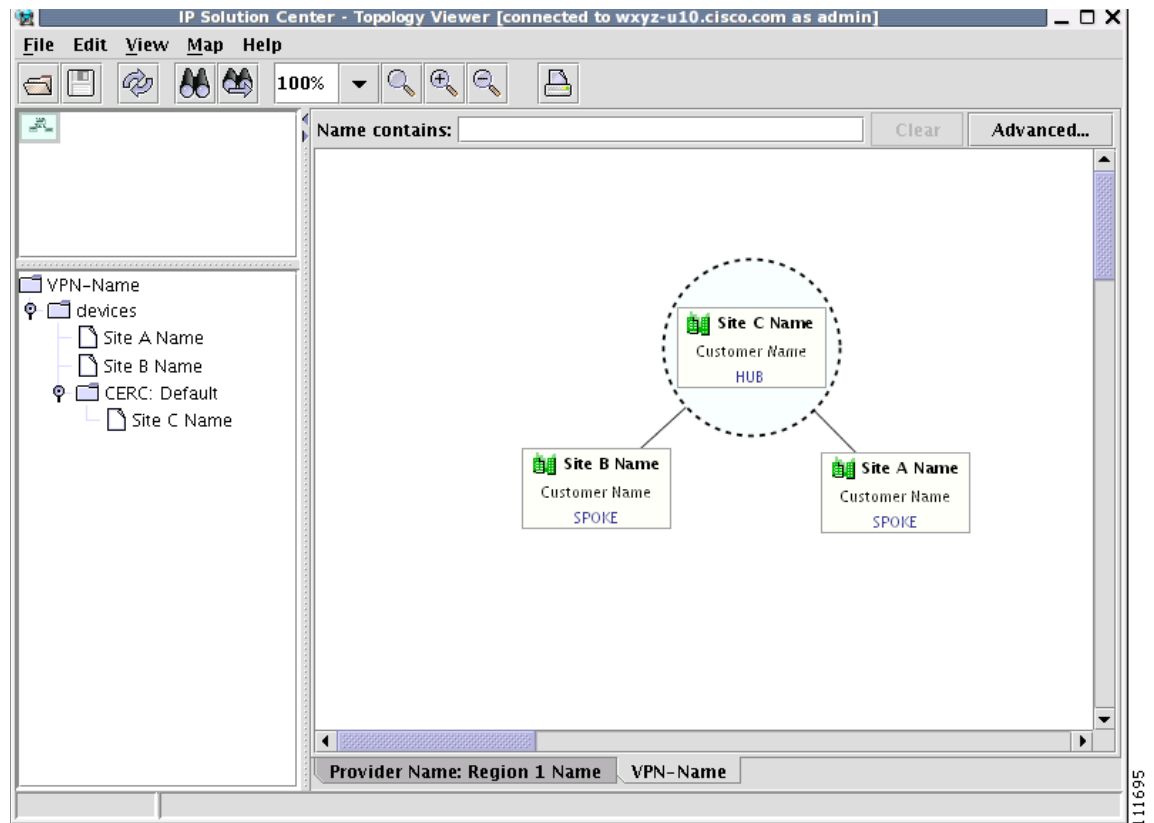 IP Solution Center - Topology Viewer [connected to wxyz-u10.cisco.com as admin]
File Edit View Map Help
100%
Name contains: Clear Advanced...
VPN-Name
devices
Site A Name
Site B Name
CERC: Default
Site C Name
Site C Name
Customer Name
HUB
Site B Name
Customer Name
SPOKE
Site A Name
Customer Name
SPOKE
Provider Name: Region 1 Name VPN-Name
111695